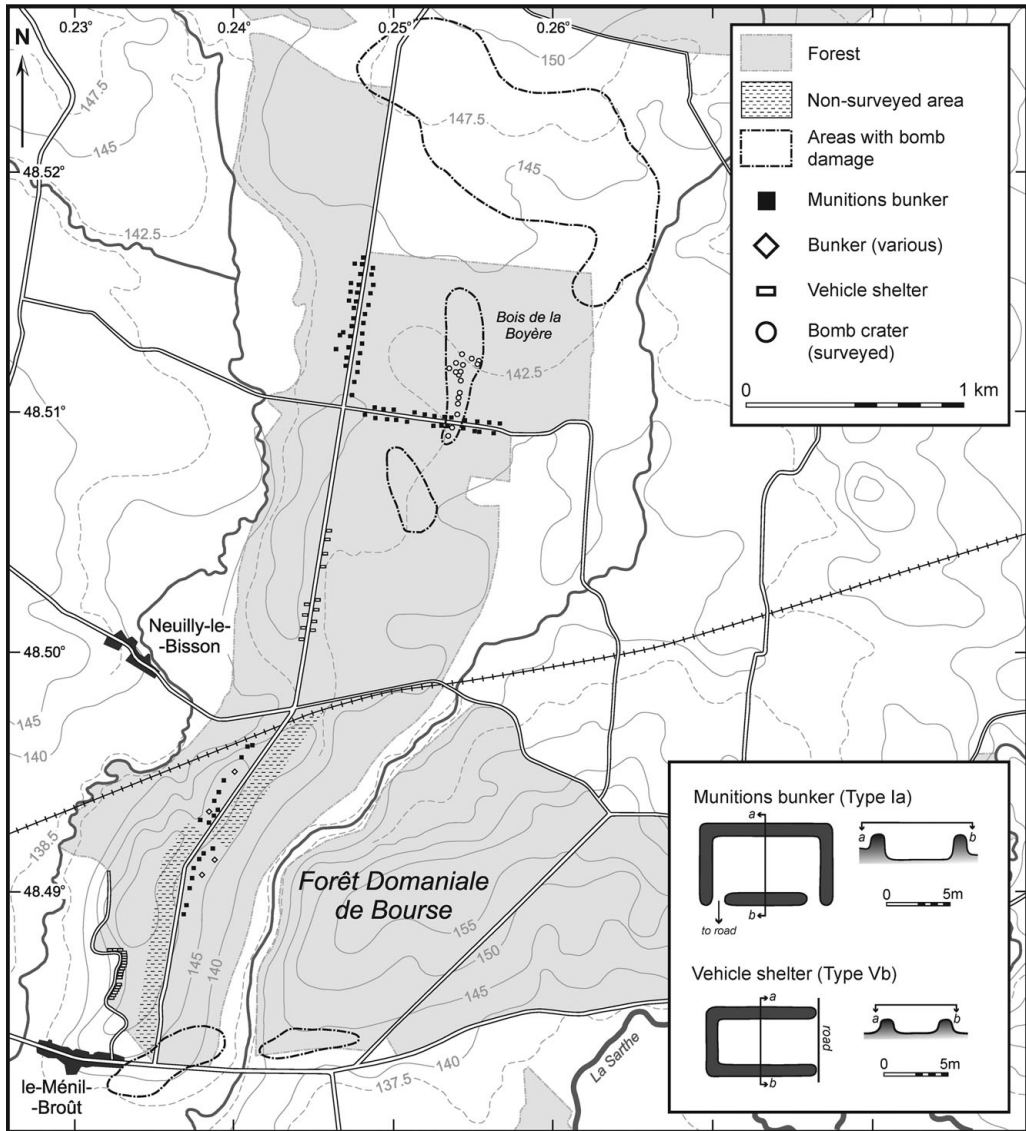 0.23°
0.24°
0.25°
0.26°
N
150
147.5
145
147.5
145
48.52°
142.5
142.5
Bois de la
Boyère
142.5
48.51°
Neuilly-le-
-Bisson
48.50°
145
140
138.5
48.49°
Forêt Domaniale
de Bourse
155
150
145
145
140
140
137.5
le-Ménil-
-Broût
La Sarthe
Forest
Non-surveyed area
Areas with bomb
damage
Munitions bunker
Bunker (various)
Vehicle shelter
Bomb crater
(surveyed)
0
1 km
Munitions bunker (Type Ia)
a
a
b
b
to road
0
5m
Vehicle shelter (Type Vb)
a
a
b
road
b
0
5m